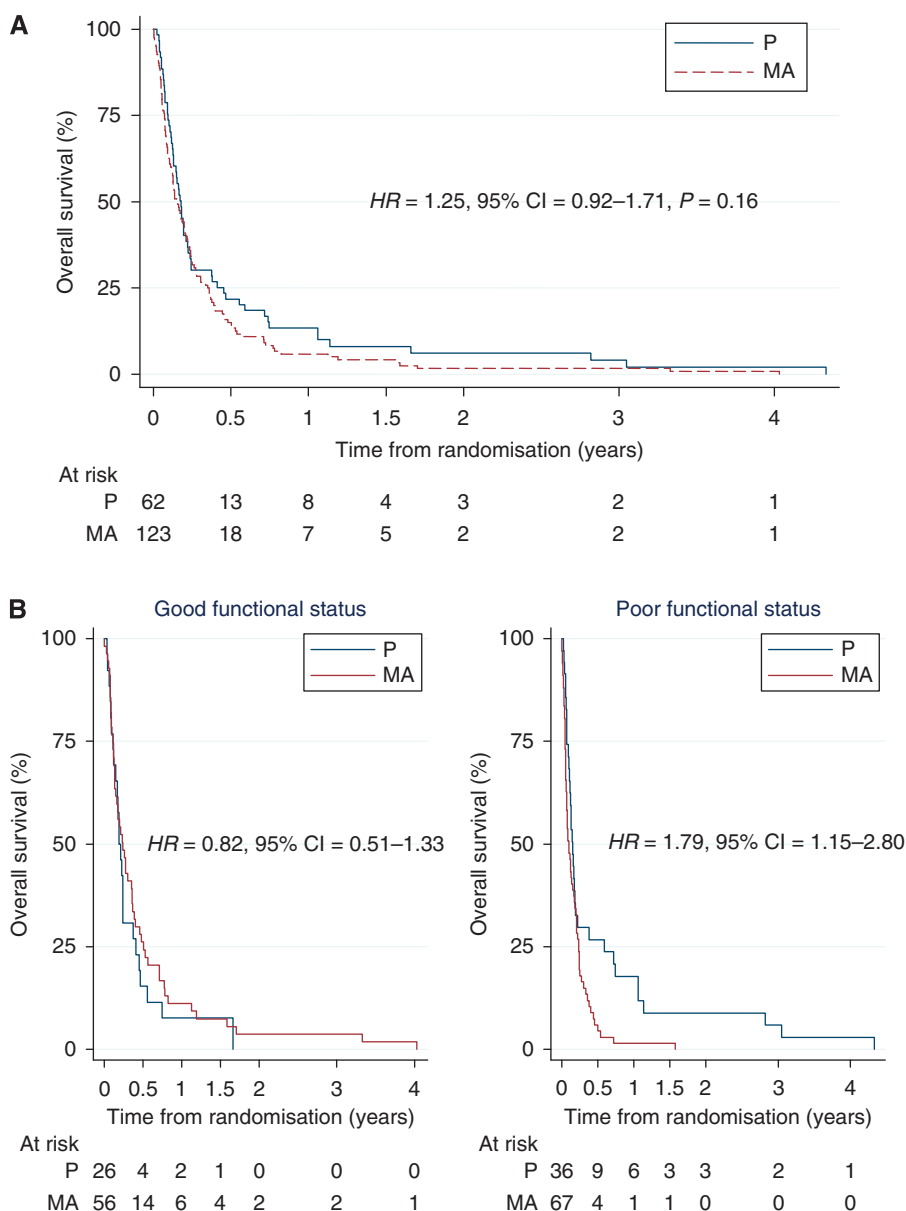 A
100
75
50
25
0
Overall survival (%)
P
MA
HR = 1.25, 95% CI = 0.92–1.71, P = 0.16
0 0.5 1 1.5 2 3 4
Time from randomisation (years)
At risk
P 62 13 8 4 3 2 1
MA 123 18 7 5 2 2 1
B
Good functional status
100
75
50
25
0
Overall survival (%)
P
MA
HR = 0.82, 95% CI = 0.51–1.33
0 0.5 1 1.5 2 3 4
Time from randomisation (years)
At risk
P 26 4 2 1 0 0 0
MA 56 14 6 4 2 2 1
Poor functional status
100
75
50
25
0
Overall survival (%)
P
MA
HR = 1.79, 95% CI = 1.15–2.80
0 0.5 1 1.5 2 3 4
Time from randomisation (years)
At risk
P 36 9 6 3 3 2 1
MA 67 4 1 1 0 0 0